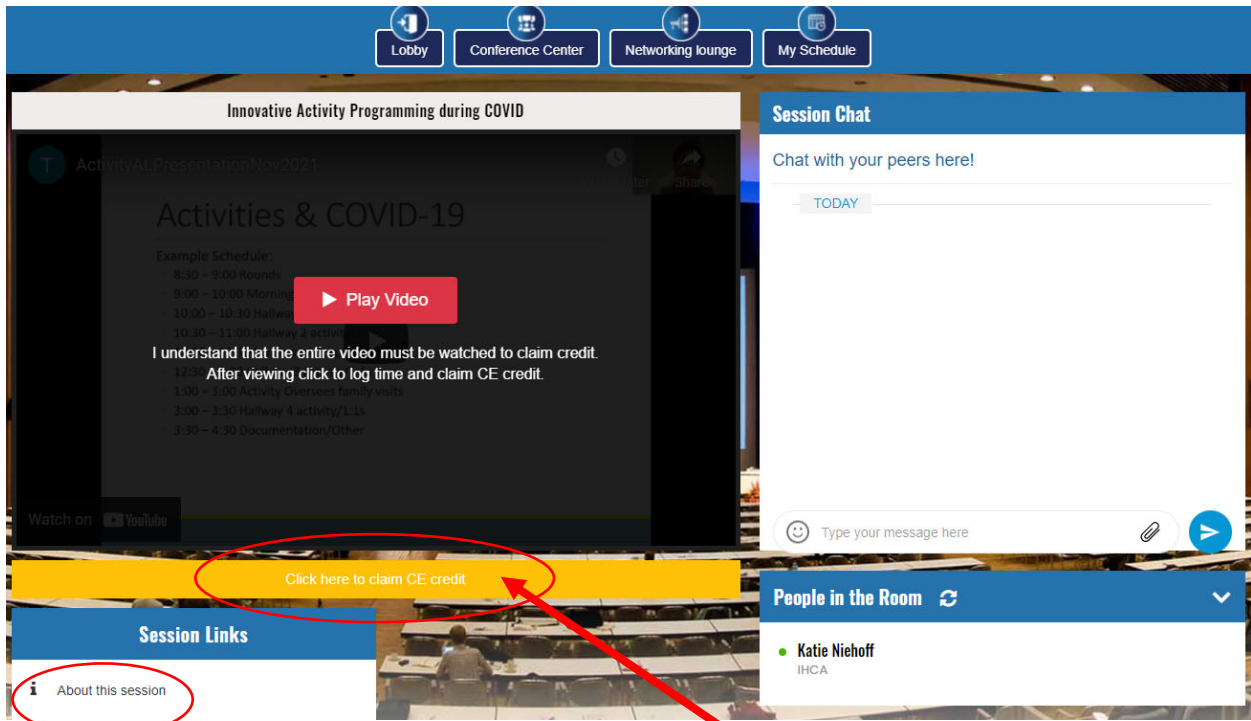 Lobby
Conference Center
Networking lounge
My Schedule
Innovative Activity Programming during COVID
T
ActivityALPresentationNov2021
Share
Activities & COVID-19
Example Schedule:
8:30 – 9:00 Rounds
9:00 – 10:00 Morning
10:00 – 10:30 Hallway
10:30 – 11:00 Hallway 2 activit
Play Video
I understand that the entire video must be watched to claim credit.
After viewing click to log time and claim CE credit.
12:30
1:00 – 3:00 Activity Oversees family visits
3:00 – 3:30 Hallway 4 activity/1:1s
3:30 – 4:30 Documentation/Other
Watch on YouTube
Click here to claim CE credit
Session Links
i About this session
Session Chat
Chat with your peers here!
TODAY
Type your message here
People in the Room
Katie Niehoff
IHCA